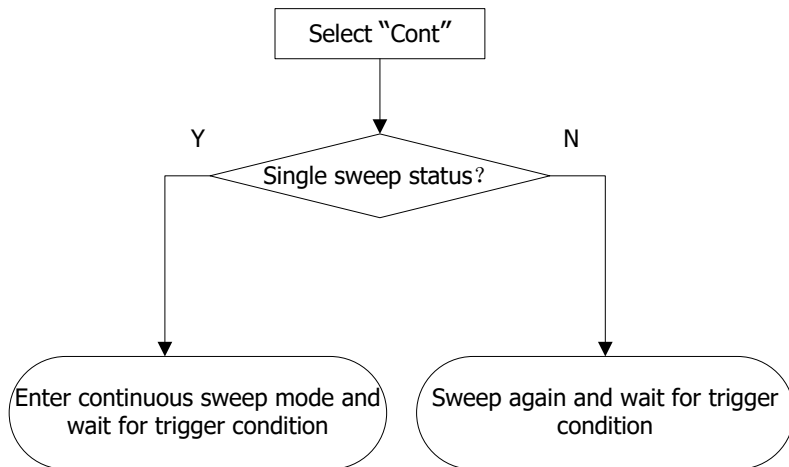 Select “Cont”
Y
N
Single sweep status？
Enter continuous sweep mode and
wait for trigger condition
Sweep again and wait for trigger
condition